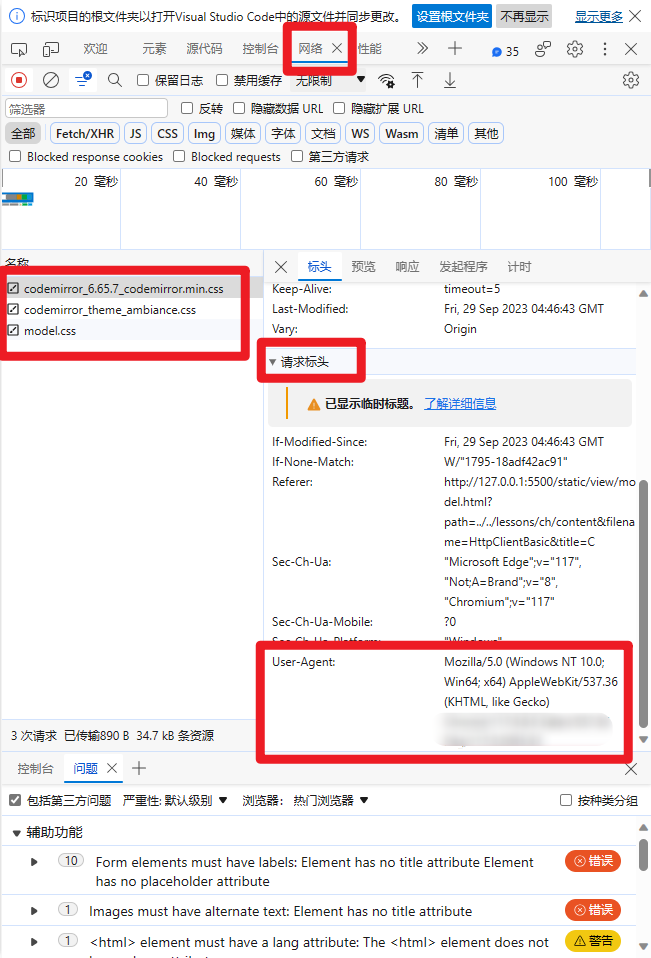 标识项目的根文件夹以打开Visual Studio Code中的源文件并同步更改。 设置根文件夹 不再显示 显示更多
欢迎 元素 源代码 控制台 网络 性能 35
保留日志 禁用缓存 无限制
筛选器 反转 隐藏数据 URL 隐藏扩展 URL
全部 Fetch/XHR JS CSS Img 媒体 字体 文档 WS Wasm 清单 其他
Blocked response cookies Blocked requests 第三方请求
20 毫秒 40 毫秒 60 毫秒 80 毫秒 100 毫秒
名称
codemirror_6.65.7_codemirror.min.css
codemirror_theme_ambiance.css
model.css
标头 预览 响应 发起程序 计时
Keep-Alive: timeout=5
Last-Modified: Fri, 29 Sep 2023 04:46:43 GMT
Vary: Origin
请求标头
已显示临时标题。 了解详细信息
If-Modified-Since: Fri, 29 Sep 2023 04:46:43 GMT
If-None-Match: W/"1795-18adf42ac91"
Referer: http://127.0.0.1:5500/static/view/mo
del.html?
path=../../lessons/ch/content&filena
me=HttpClientBasic&title=C
Sec-Ch-Ua: "Microsoft Edge";v="117",
"Not;A=Brand";v="8",
"Chromium";v="117"
Sec-Ch-Ua-Mobile: ?0
Sec-Ch-Ua-Platform: "Windows"
User-Agent: Mozilla/5.0 (Windows NT 10.0;
Win64; x64) AppleWebKit/537.36
(KHTML, like Gecko)
3 次请求 已传输890 B 34.7 kB 条资源
控制台 问题
包括第三方问题 严重性: 默认级别 浏览器: 热门浏览器 按种类分组
辅助功能
10 Form elements must have labels: Element has no title attribute Element 错误
has no placeholder attribute
1 Images must have alternate text: Element has no title attribute 错误
1 <html> element must have a lang attribute: The <html> element does not 警告